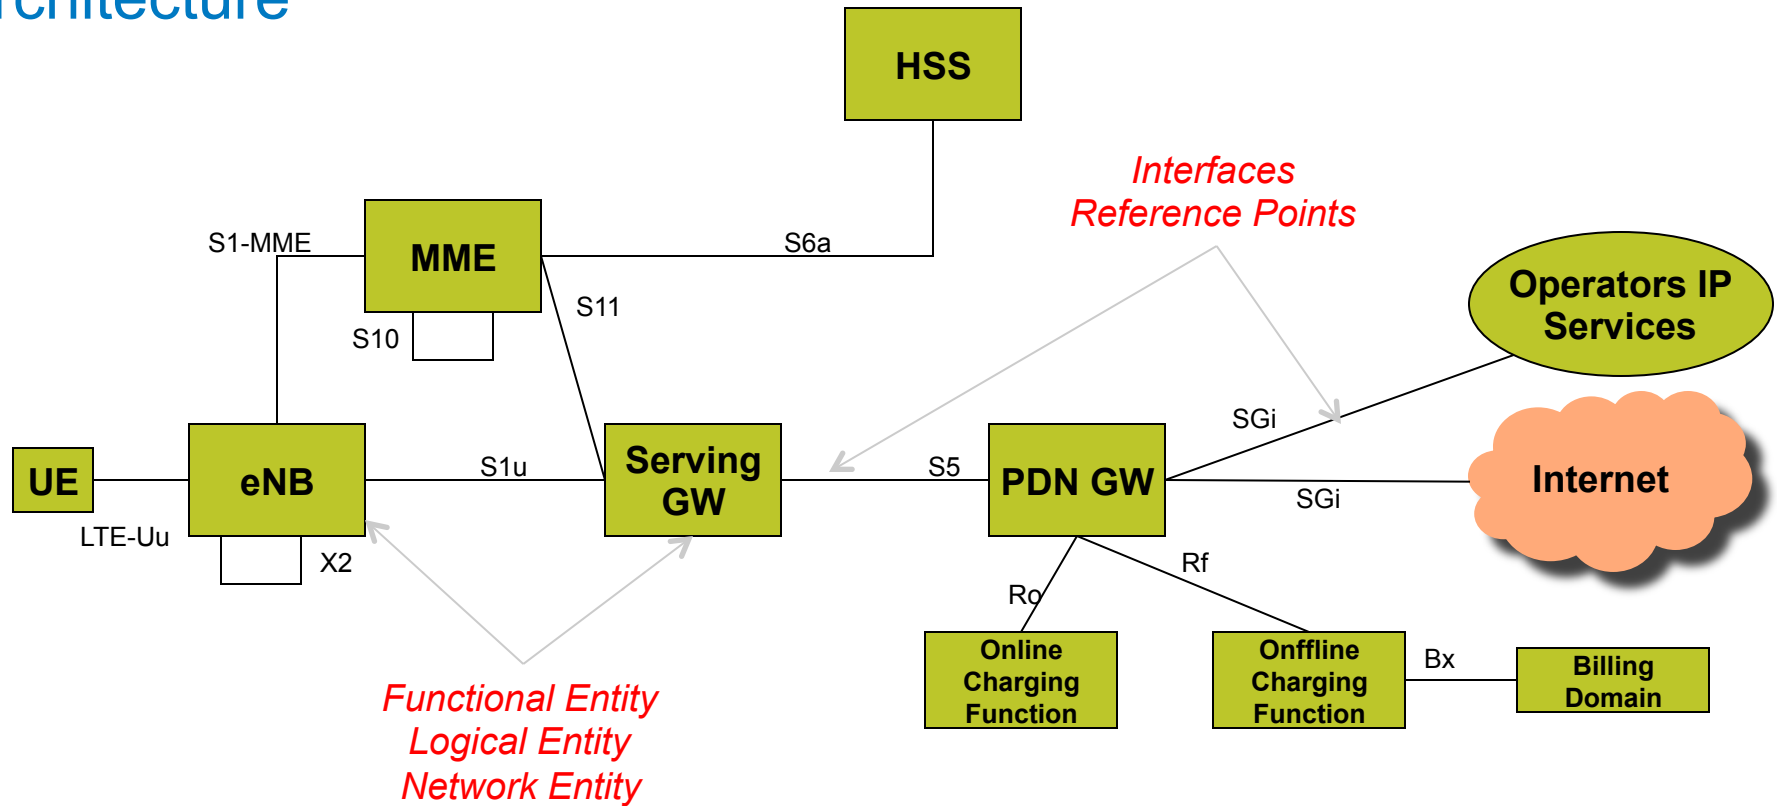 rchitecture
HSS
Interfaces
Reference Points
S1-MME
MME
S6a
S11
S10
Operators IP
Services
SGi
UE
eNB
S1u
Serving
GW
S5
PDN GW
SGi
Internet
LTE-Uu
X2
Rf
Ro
Online
Charging
Function
Onffline
Charging
Function
Bx
Billing
Domain
Functional Entity
Logical Entity
Network Entity